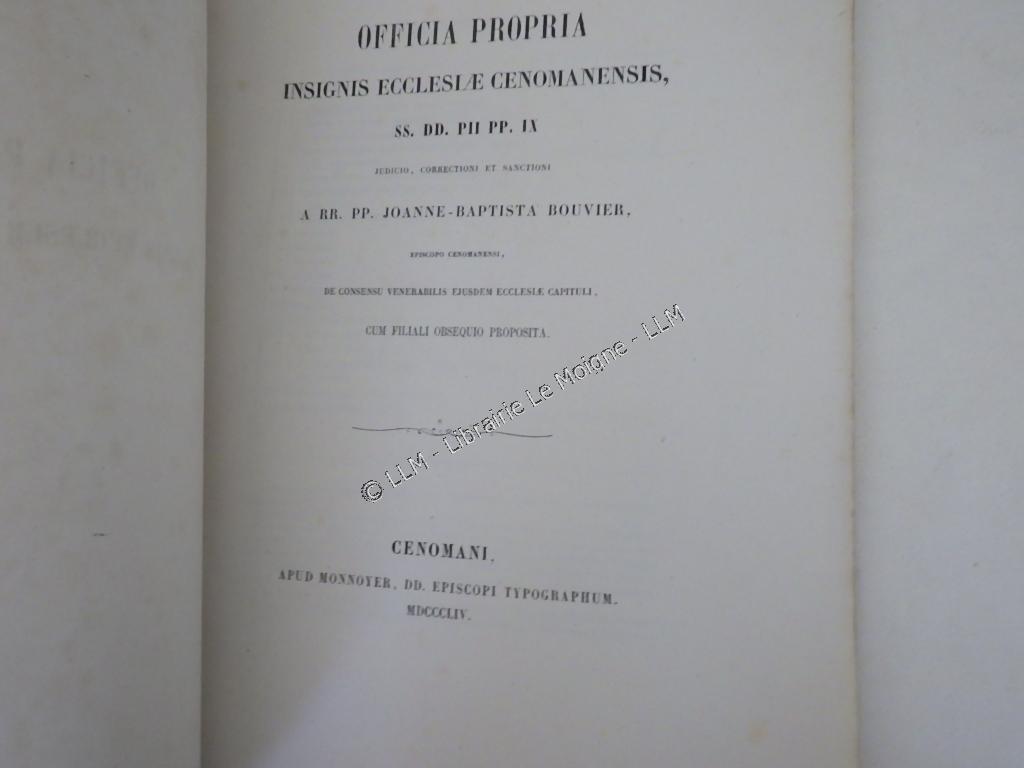 OFFICIA PROPRIA
INSIGNIS ECCLESIÆ CENOMANENSIS,
SS. DD. PII PP. IX
JUDICIO, CORRECTIONI ET SANCTIONI
A RR. PP. JOANNE-BAPTISTA BOUVIER,
EPISCOPO CENOMANENSI,
DE CONSENSU VENERABILIS EJUSDEM ECCLESIÆ CAPITULI,
CUM FILIALI OBSEQUIO PROPOSITA.
© LLM - Librairie Le Moigne - LLM
CENOMANI,
APUD MONNOYER, DD. EPISCOPI TYPOGRAPHUM.
MDCCCLIV.